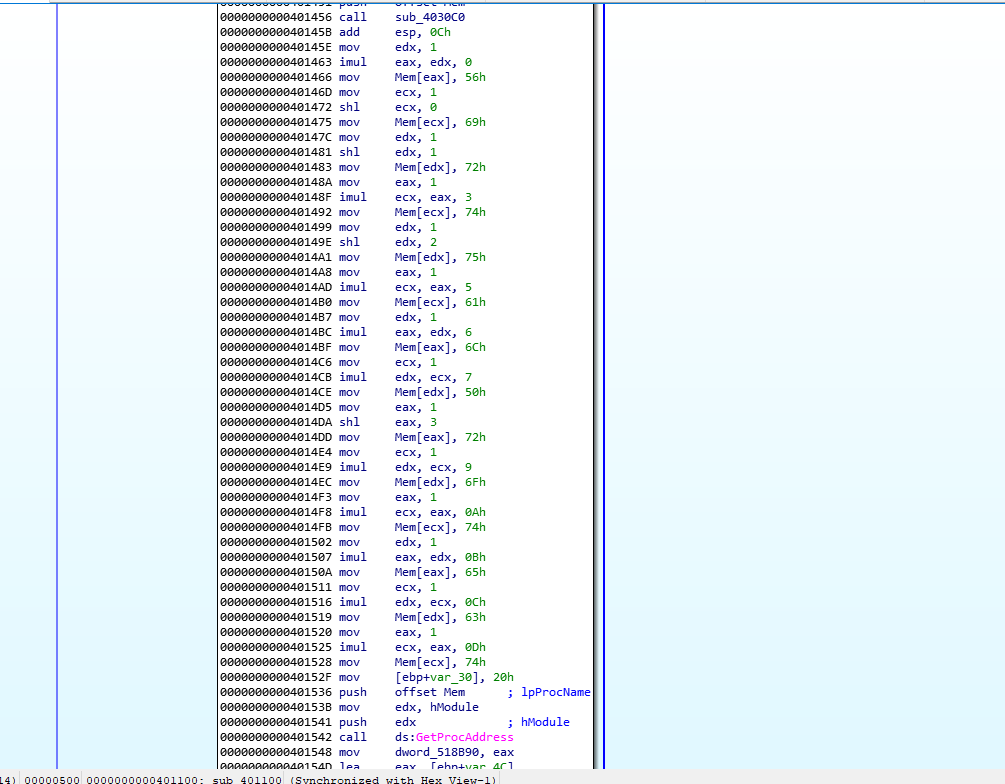 0000000000401456 call sub_4030C0
000000000040145B add esp, 0Ch
000000000040145E mov edx, 1
0000000000401463 imul eax, edx, 0
0000000000401466 mov Mem[eax], 56h
000000000040146D mov ecx, 1
0000000000401472 shl ecx, 0
0000000000401475 mov Mem[ecx], 69h
000000000040147C mov edx, 1
0000000000401481 shl edx, 1
0000000000401483 mov Mem[edx], 72h
000000000040148A mov eax, 1
000000000040148F imul ecx, eax, 3
0000000000401492 mov Mem[ecx], 74h
0000000000401499 mov edx, 1
000000000040149E shl edx, 2
00000000004014A1 mov Mem[edx], 75h
00000000004014A8 mov eax, 1
00000000004014AD imul ecx, eax, 5
00000000004014B0 mov Mem[ecx], 61h
00000000004014B7 mov edx, 1
00000000004014BC imul eax, edx, 6
00000000004014BF mov Mem[eax], 6Ch
00000000004014C6 mov ecx, 1
00000000004014CB imul edx, ecx, 7
00000000004014CE mov Mem[edx], 50h
00000000004014D5 mov eax, 1
00000000004014DA shl eax, 3
00000000004014DD mov Mem[eax], 72h
00000000004014E4 mov ecx, 1
00000000004014E9 imul edx, ecx, 9
00000000004014EC mov Mem[edx], 6Fh
00000000004014F3 mov eax, 1
00000000004014F8 imul ecx, eax, 0Ah
00000000004014FB mov Mem[ecx], 74h
0000000000401502 mov edx, 1
0000000000401507 imul eax, edx, 0Bh
000000000040150A mov Mem[eax], 65h
0000000000401511 mov ecx, 1
0000000000401516 imul edx, ecx, 0Ch
0000000000401519 mov Mem[edx], 63h
0000000000401520 mov eax, 1
0000000000401525 imul ecx, eax, 0Dh
0000000000401528 mov Mem[ecx], 74h
000000000040152F mov [ebp+var_30], 20h
0000000000401536 push offset Mem ; lpProcName
000000000040153B mov edx, hModule
0000000000401541 push edx ; hModule
0000000000401542 call ds:GetProcAddress
0000000000401548 mov dword_518B90, eax
000000000040154D lea eax, [ebp+var_4C]
14) 00000500 0000000000401100: sub_401100 (Synchronized with Hex View-1)